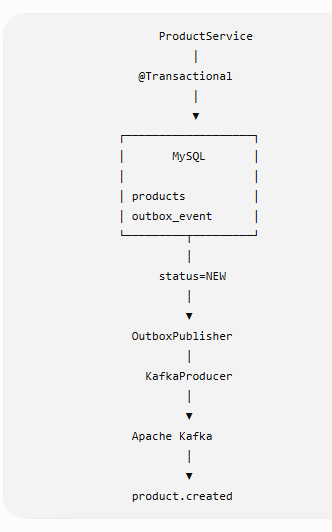 ProductService
@Transactional
MySQL
products
outbox_event
status=NEW
OutboxPublisher
KafkaProducer
Apache Kafka
product.created